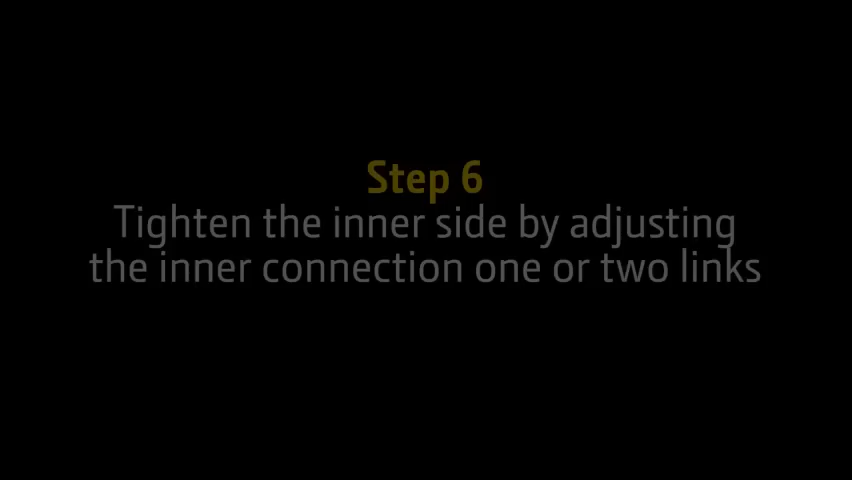 Step 6
Tighten the inner side by adjusting
the inner connection one or two links